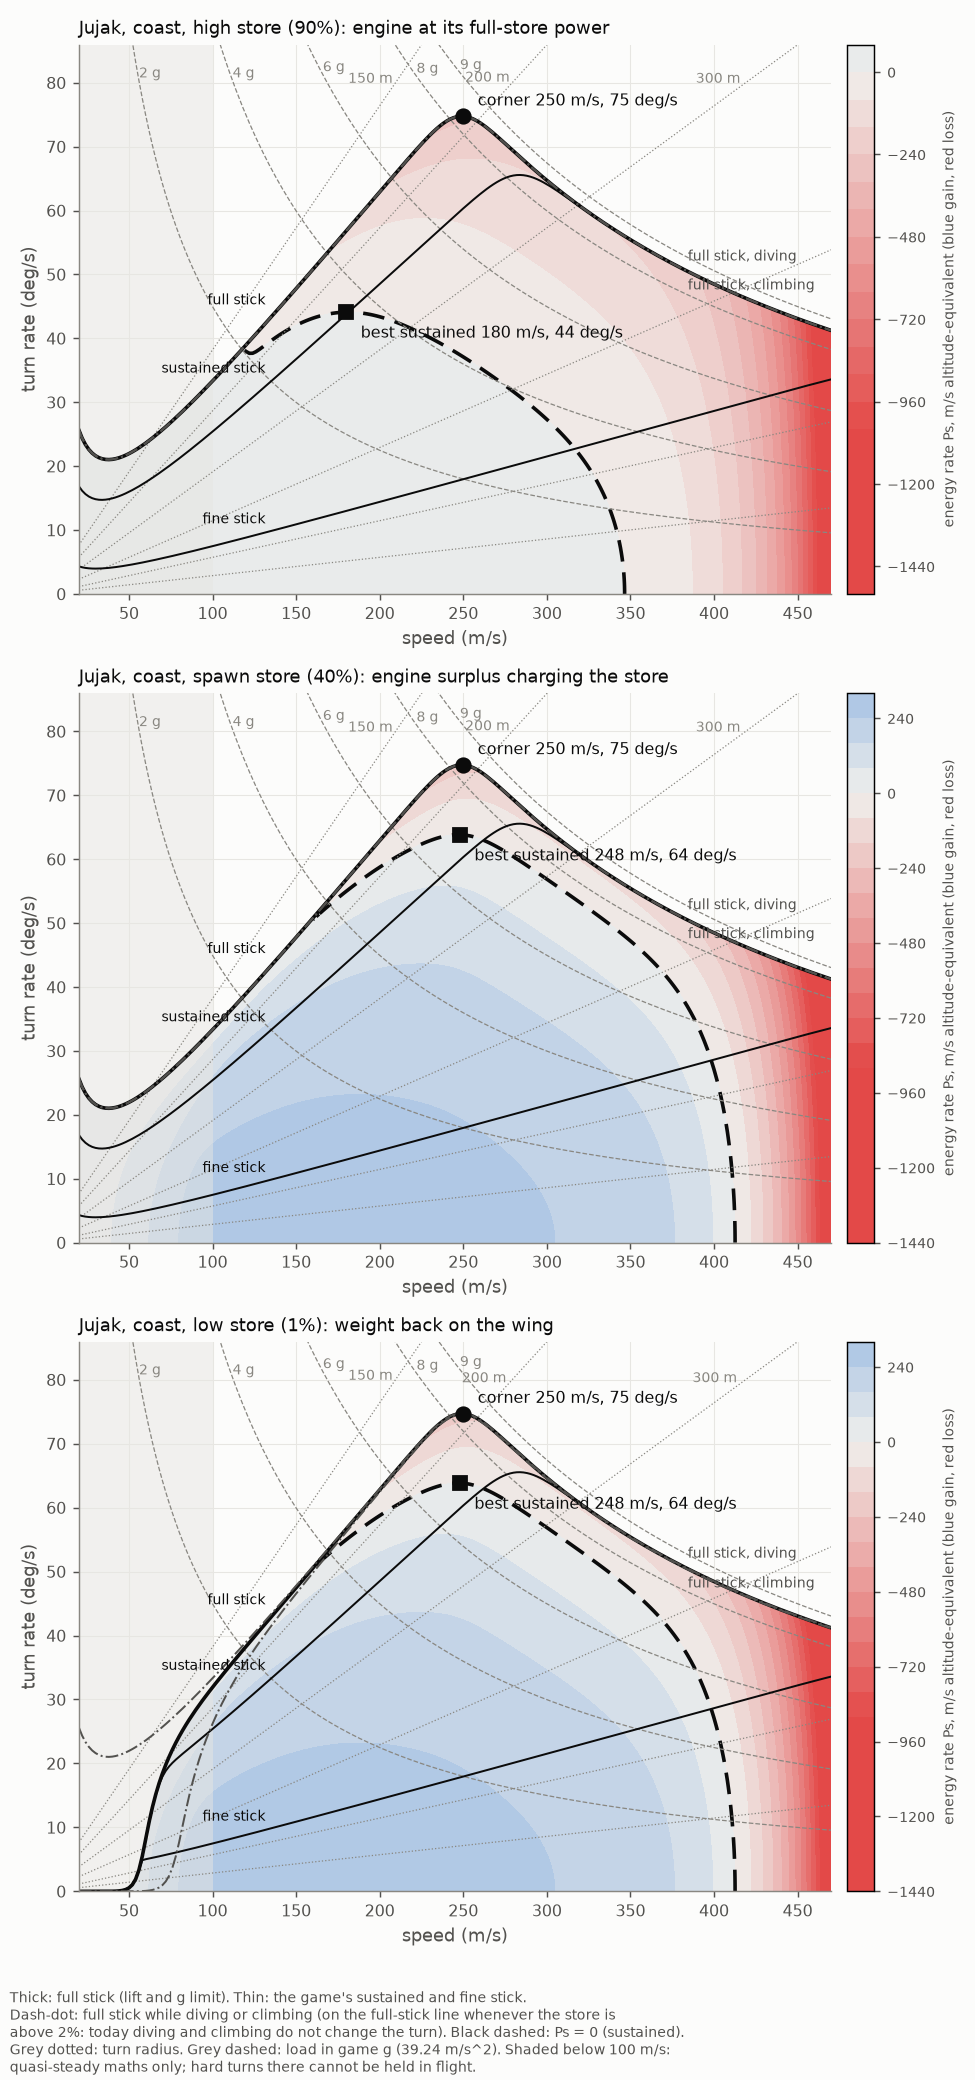 Jujak, coast, high store (90%): engine at its full-store power
2 g
4 g
6 g
150 m
8 g
9 g
200 m
300 m
corner 250 m/s, 75 deg/s
full stick, diving
full stick, climbing
full stick
best sustained 180 m/s, 44 deg/s
sustained stick
fine stick
80
70
60
50
40
30
20
10
0
50
100
150
200
250
300
350
400
450
turn rate (deg/s)
speed (m/s)
0
−240
−480
−720
−960
−1200
−1440
energy rate Ps, m/s altitude-equivalent (blue gain, red loss)
Jujak, coast, spawn store (40%): engine surplus charging the store
2 g
4 g
6 g
150 m
8 g
9 g
200 m
300 m
corner 250 m/s, 75 deg/s
best sustained 248 m/s, 64 deg/s
full stick, diving
full stick, climbing
full stick
sustained stick
fine stick
80
70
60
50
40
30
20
10
0
50
100
150
200
250
300
350
400
450
turn rate (deg/s)
speed (m/s)
240
0
−240
−480
−720
−960
−1200
−1440
energy rate Ps, m/s altitude-equivalent (blue gain, red loss)
Jujak, coast, low store (1%): weight back on the wing
2 g
4 g
6 g
150 m
8 g
9 g
200 m
300 m
corner 250 m/s, 75 deg/s
best sustained 248 m/s, 64 deg/s
full stick, diving
full stick, climbing
full stick
sustained stick
fine stick
80
70
60
50
40
30
20
10
0
50
100
150
200
250
300
350
400
450
turn rate (deg/s)
speed (m/s)
240
0
−240
−480
−720
−960
−1200
−1440
energy rate Ps, m/s altitude-equivalent (blue gain, red loss)
Thick: full stick (lift and g limit). Thin: the game's sustained and fine stick.
Dash-dot: full stick while diving or climbing (on the full-stick line whenever the store is
above 2%: today diving and climbing do not change the turn). Black dashed: Ps = 0 (sustained).
Grey dotted: turn radius. Grey dashed: load in game g (39.24 m/s^2). Shaded below 100 m/s:
quasi-steady maths only; hard turns there cannot be held in flight.